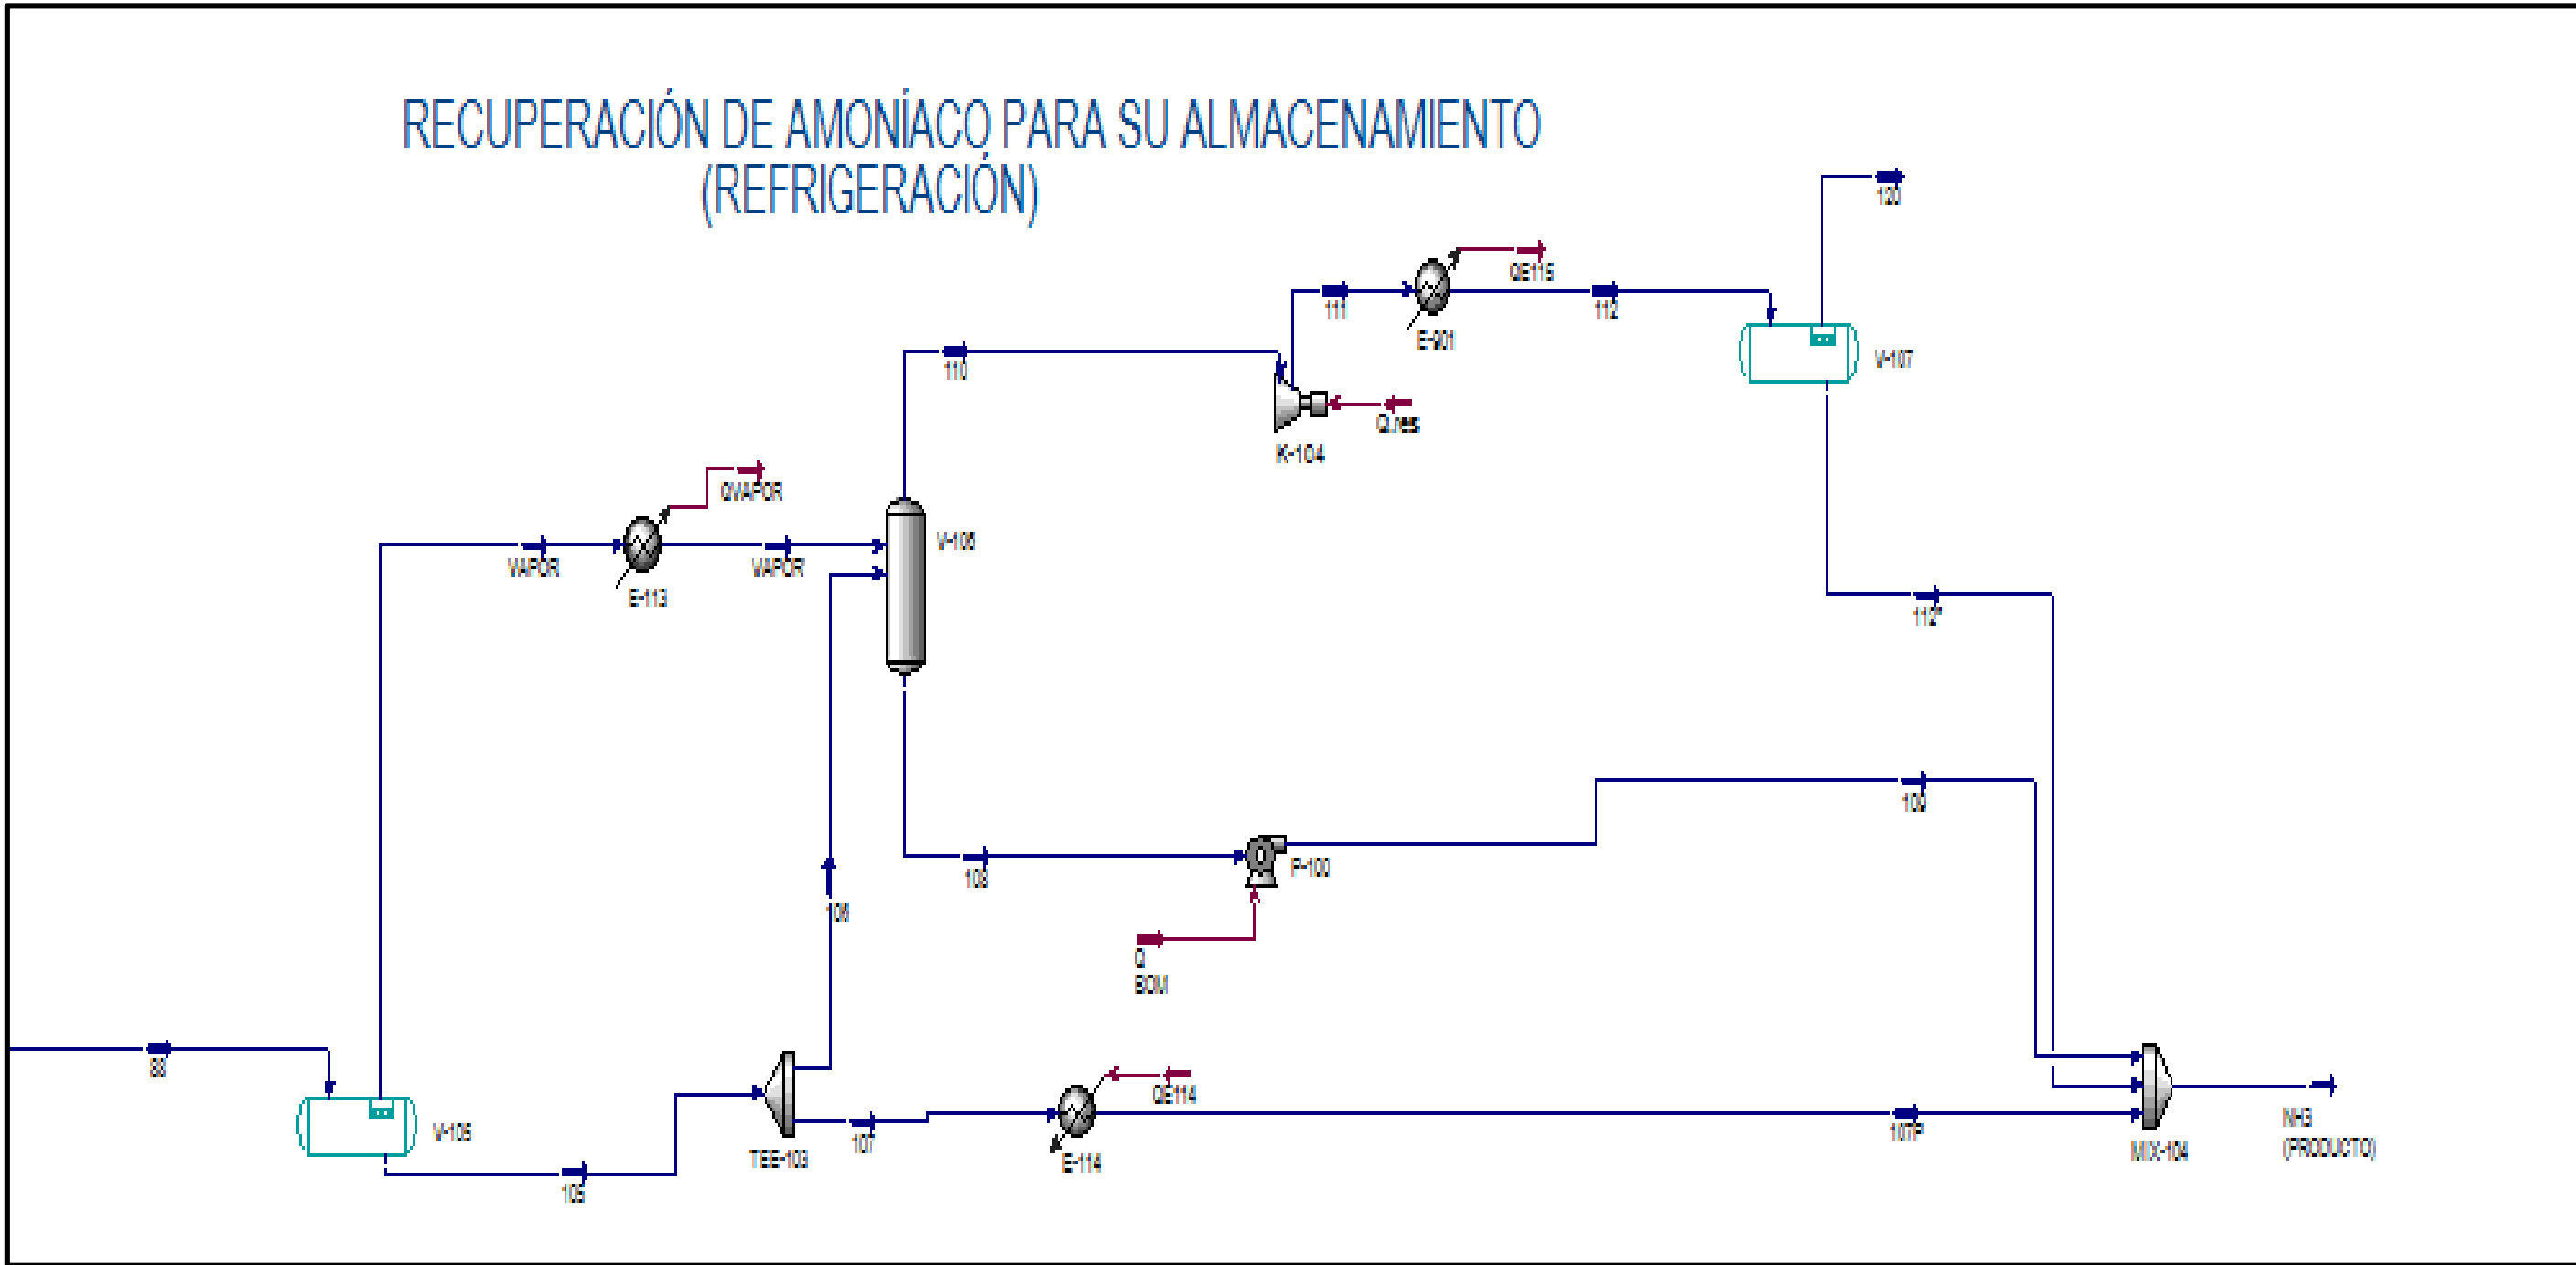 RECUPERACIÓN DE AMONÍACO PARA SU ALMACENAMIENTO
(REFRIGERACIÓN)
120
QE115
111
112
E-901
V-107
110
Q.res
K-104
QVAPOR
V-106
VAPOR
VAPOR'
E-113
112*
109
P-100
108
106
Q
BOM
88
QE114
V-105
107
107P
TEE-103
E-114
MIX-104
NH3
(PRODUCTO)
105